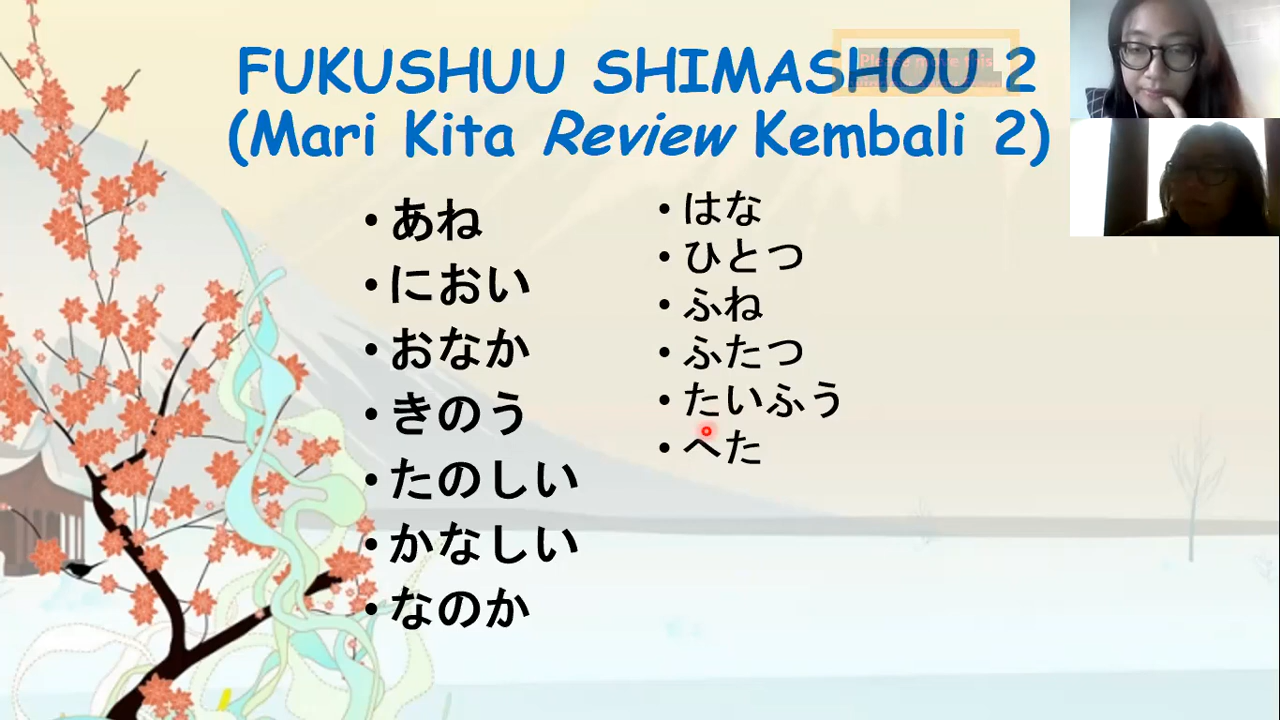 FUKUSHUU SHIMASHOU 2
(Mari Kita Review Kembali 2)
• あね
• におい
• おなか
• きのう
• たのしい
• かなしい
• なのか
• はな
• ひとつ
• ふね
• ふたつ
• たいふう
• へた